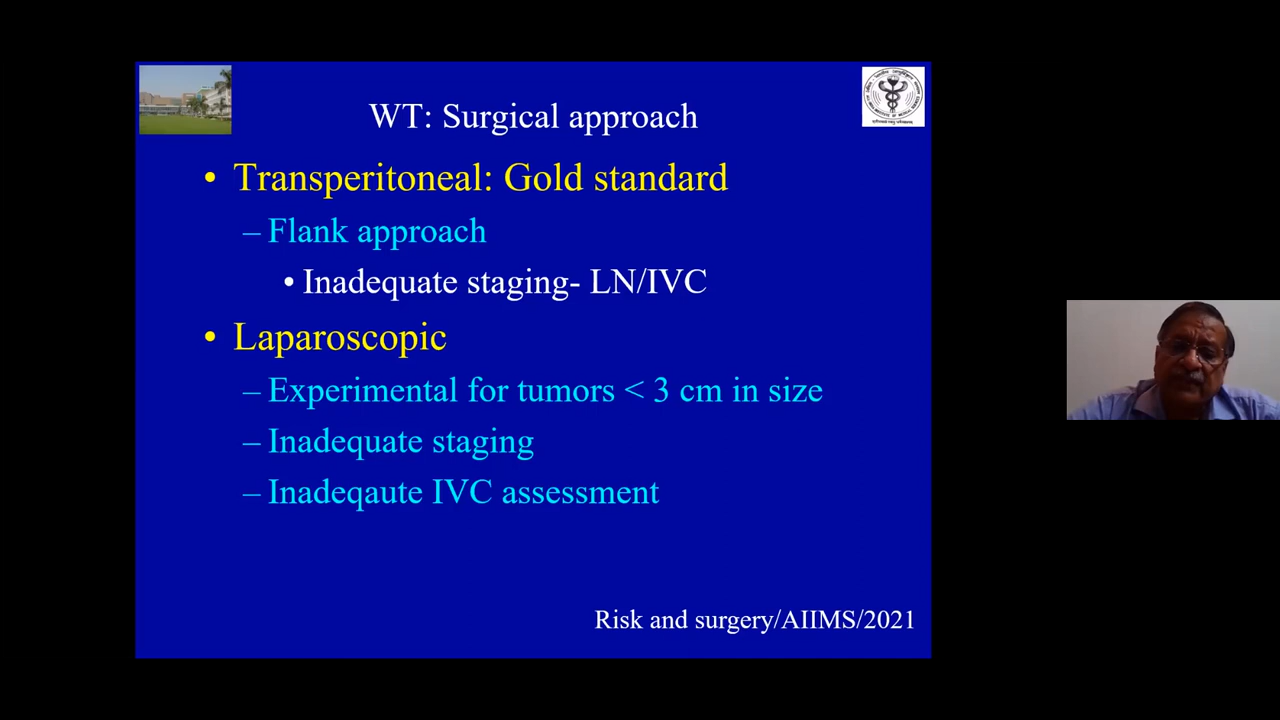 WT: Surgical approach
• Transperitoneal: Gold standard
– Flank approach
• Inadequate staging- LN/IVC
• Laparoscopic
– Experimental for tumors < 3 cm in size
– Inadequate staging
– Inadeqaute IVC assessment
Risk and surgery/AIIMS/2021